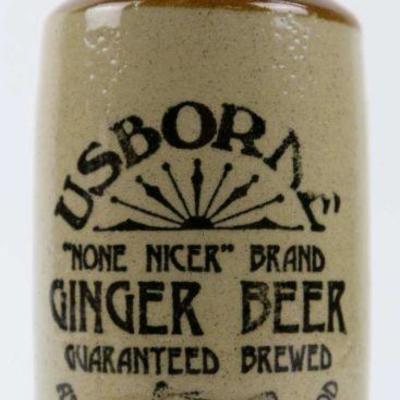 USBORNE
"NONE NICER" BRAND
GINGER BEER
GUARANTEED BREWED